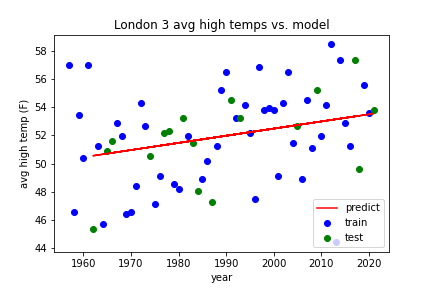 London 3 avg high temps vs. model
avg high temp (F)
58
56
54
52
50
48
46
44
1960
1970
1980
1990
2000
2010
2020
year
predict
train
test